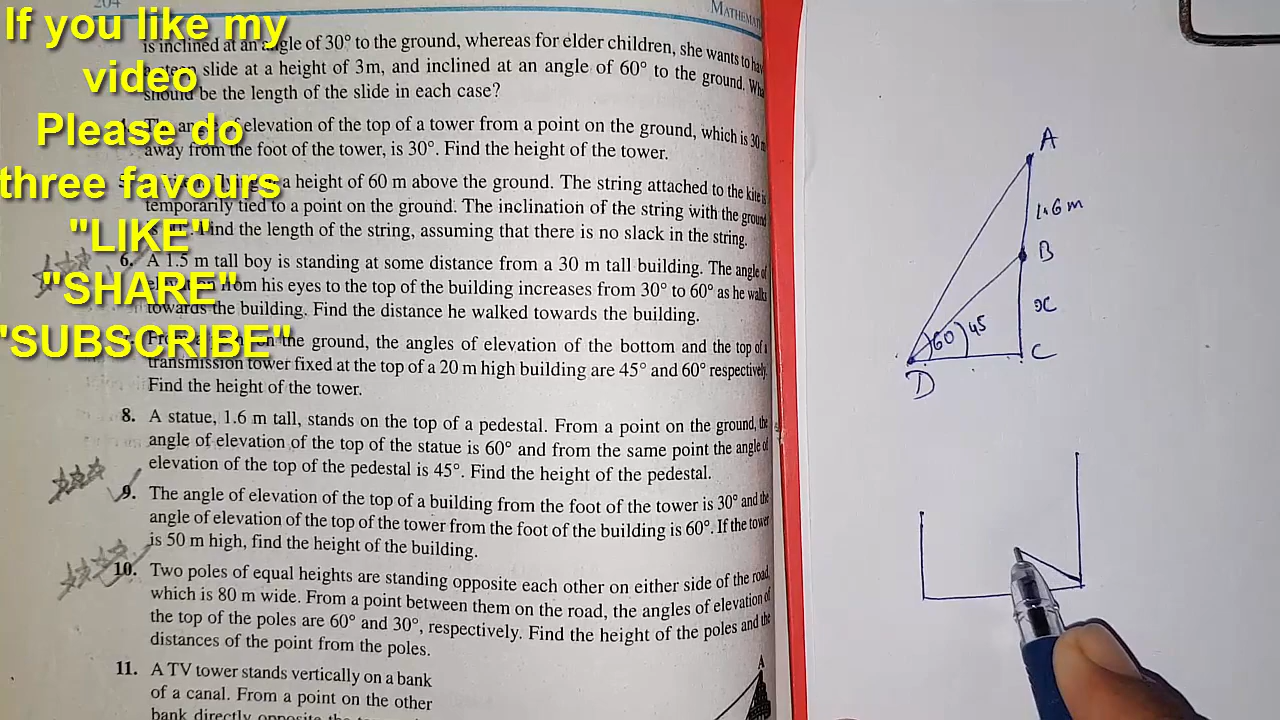 204
MATHEMAT
If you like my
video
Please do
three favours
"LIKE"
"SHARE"
"SUBSCRIBE"
is inclined at an angle of 30° to the ground, whereas for elder children, she wants to
slide at a height of 3m, and inclined at an angle of 60° to the ground.
should be the length of the slide in each case?
elevation of the top of a tower from a point on the ground, which is 30
away from the foot of the tower, is 30°. Find the height of the tower.
a height of 60 m above the ground. The string attached to the kite is
temporarily tied to a point on the ground. The inclination of the string with the ground
Find the length of the string, assuming that there is no slack in the string.
6. A 1.5 m tall boy is standing at some distance from a 30 m tall building. The angle of
from his eyes to the top of the building increases from 30° to 60° as he walks
towards the building. Find the distance he walked towards the building.
the ground, the angles of elevation of the bottom and the top of a
transmission tower fixed at the top of a 20 m high building are 45° and 60° respectively.
Find the height of the tower.
8. A statue, 1.6 m tall, stands on the top of a pedestal. From a point on the ground, the
angle of elevation of the top of the statue is 60° and from the same point the angle of
elevation of the top of the pedestal is 45°. Find the height of the pedestal.
9. The angle of elevation of the top of a building from the foot of the tower is 30° and the
angle of elevation of the top of the tower from the foot of the building is 60°. If the tower
is 50 m high, find the height of the building.
10. Two poles of equal heights are standing opposite each other on either side of the road,
which is 80 m wide. From a point between them on the road, the angles of elevation of
the top of the poles are 60° and 30°, respectively. Find the height of the poles and the
distances of the point from the poles.
11. A TV tower stands vertically on a bank
of a canal. From a point on the other
bank directly opposite the
A
A
1.6 m
B
x
60
45
C
D